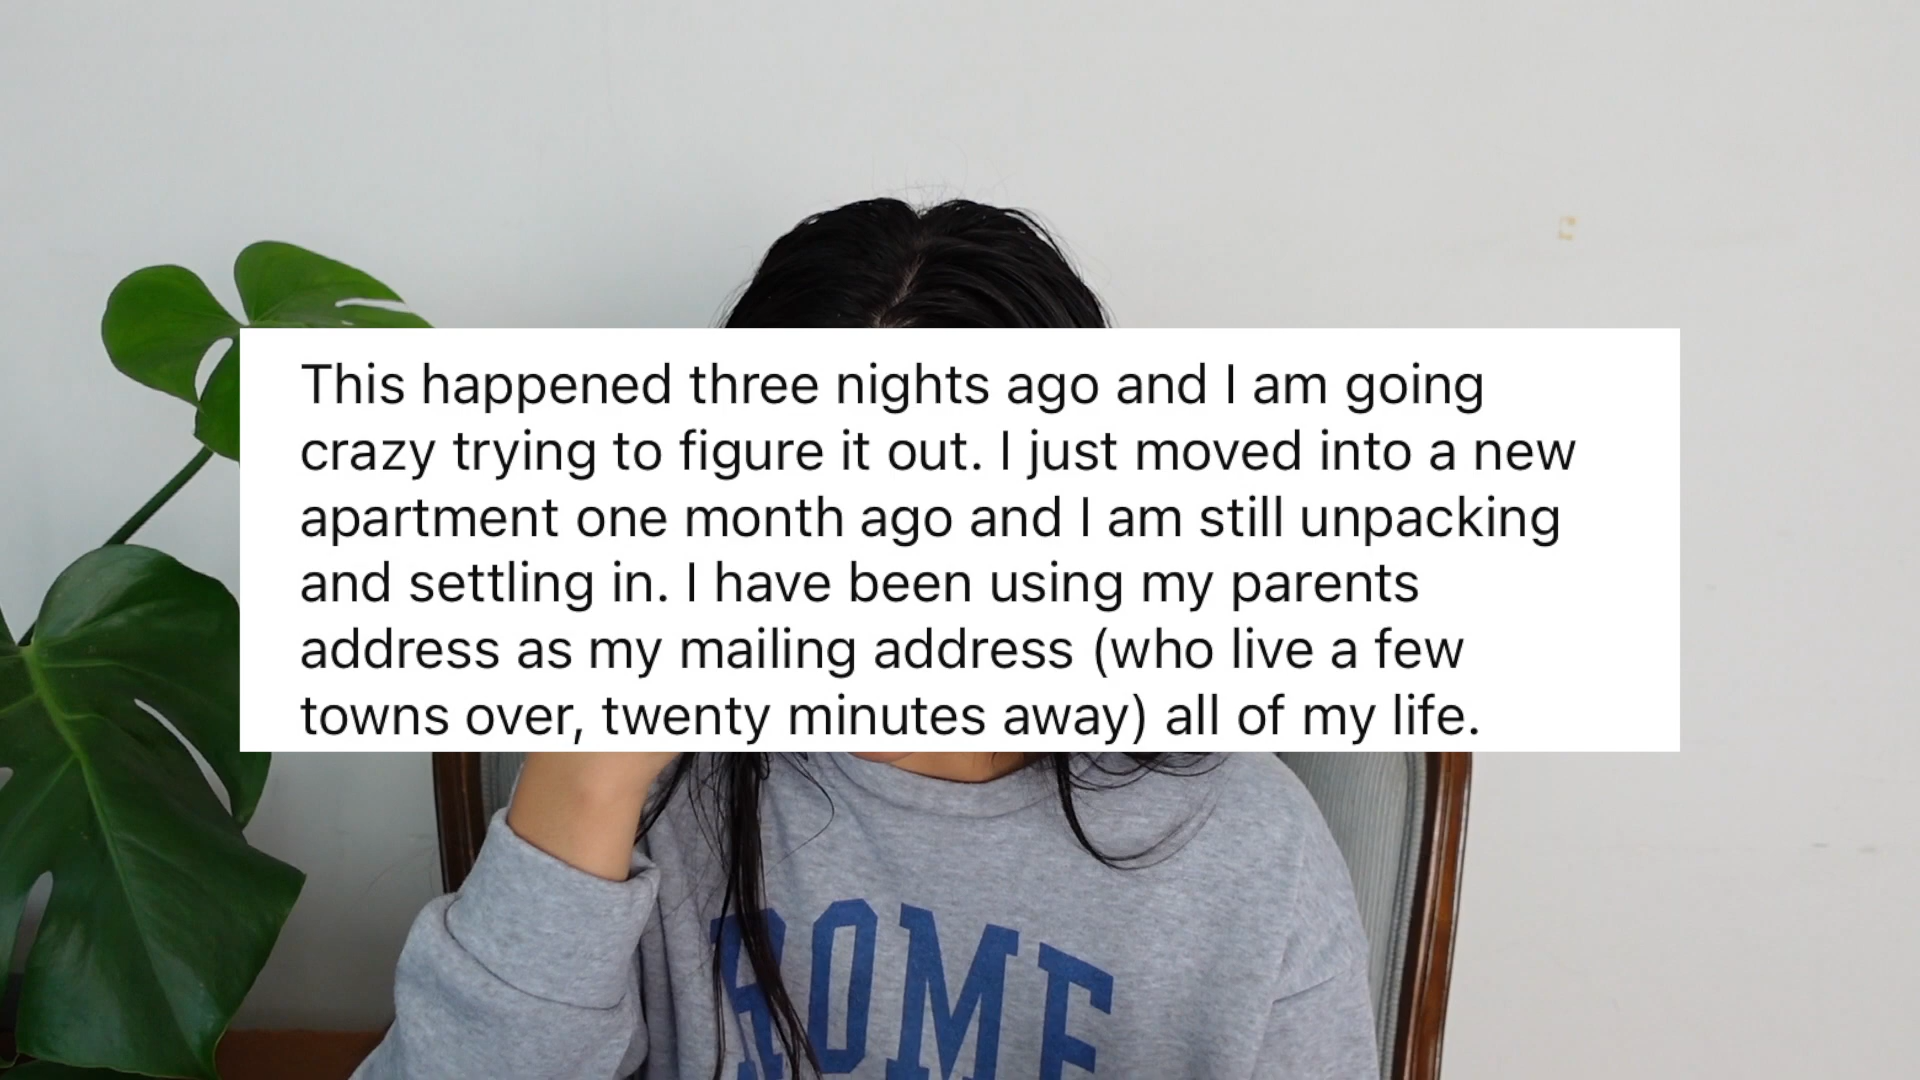 This happened three nights ago and I am going
crazy trying to figure it out. I just moved into a new
apartment one month ago and I am still unpacking
and settling in. I have been using my parents
address as my mailing address (who live a few
towns over, twenty minutes away) all of my life.
ROME